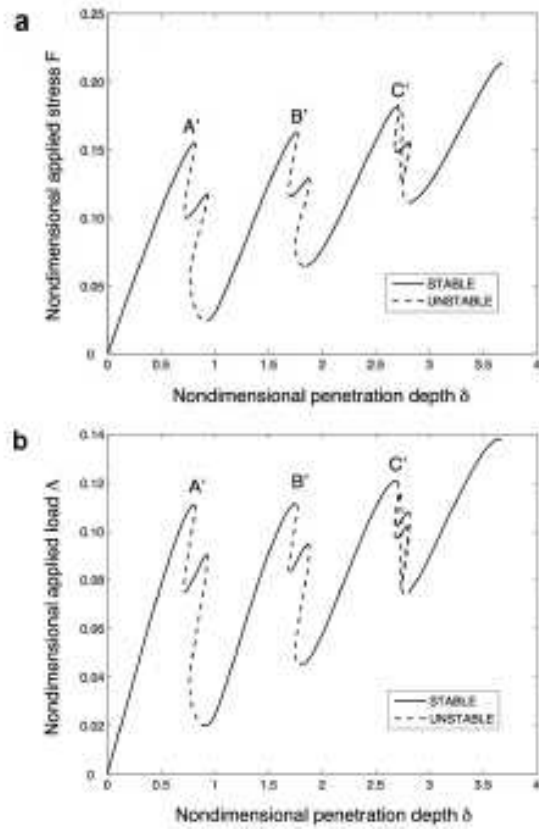 a
Nondimensional applied stress F
0.25
0.20
0.15
0.10
0.05
0
A'
B'
C'
STABLE
UNSTABLE
0 0.5 1 1.5 2 2.5 3 3.5 4
Nondimensional penetration depth δ
b
Nondimensional applied load Λ
0.14
0.12
0.10
0.08
0.06
0.04
0.02
0
A'
B'
C'
STABLE
UNSTABLE
0 0.5 1 1.5 2 2.5 3 3.5 4
Nondimensional penetration depth δ